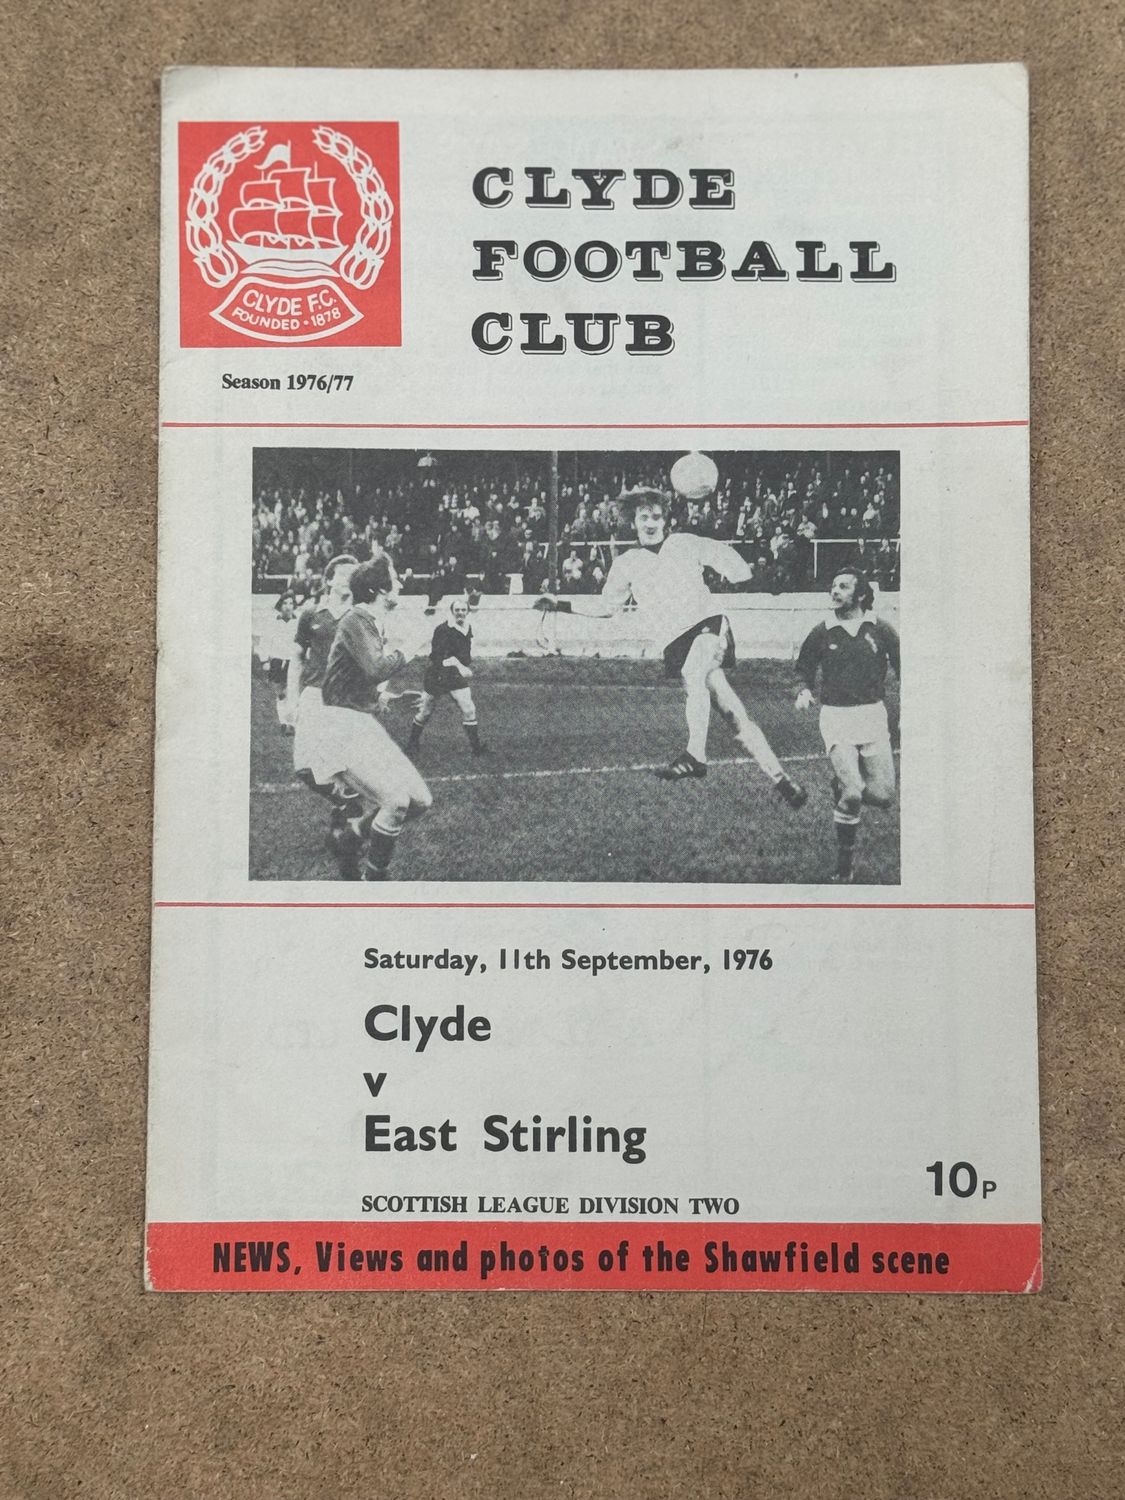 CLYDE F.C.
FOUNDED • 1878
Season 1976/77
CLYDE
FOOTBALL
CLUB
Saturday, 11th September, 1976
Clyde
v
East Stirling
SCOTTISH LEAGUE DIVISION TWO
10P
NEWS, Views and photos of the Shawfield scene